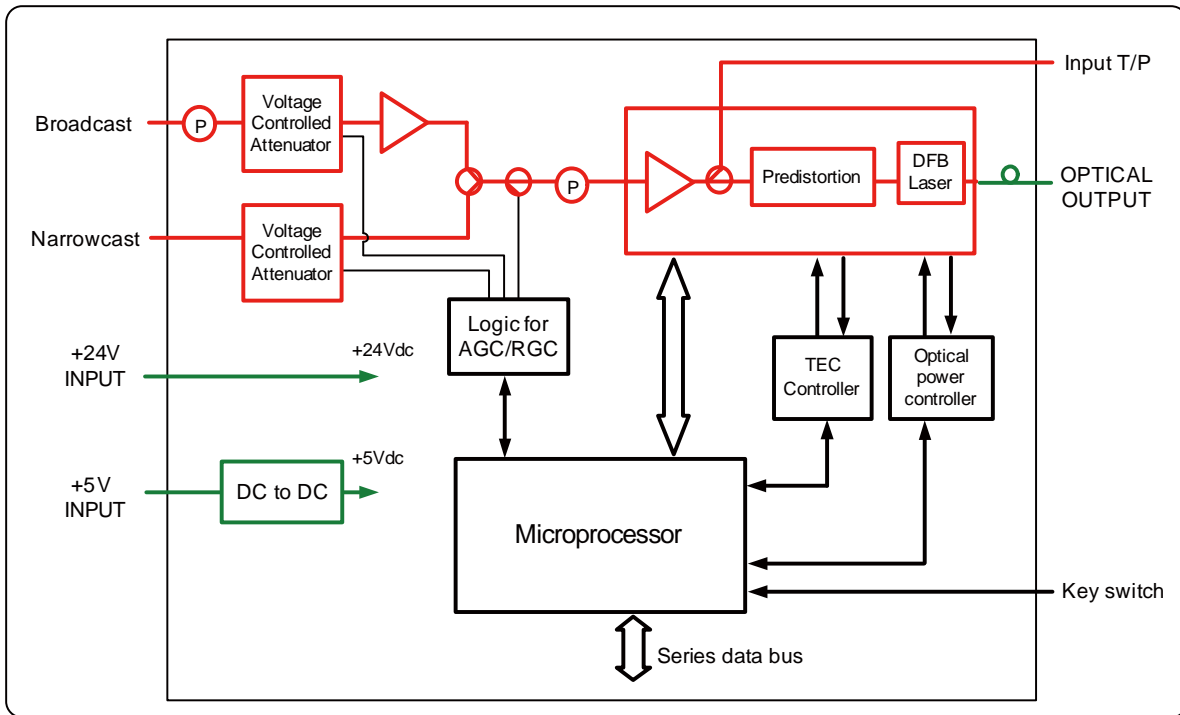 Input T/P
Broadcast
P
Voltage
Controlled
Attenuator
P
Predistortion
DFB
Laser
OPTICAL
OUTPUT
Narrowcast
Voltage
Controlled
Attenuator
Logic for
AGC/RGC
+24V
INPUT
+24Vdc
TEC
Controller
Optical
power
controller
+5V
INPUT
DC to DC
+5Vdc
Microprocessor
Key switch
Series data bus